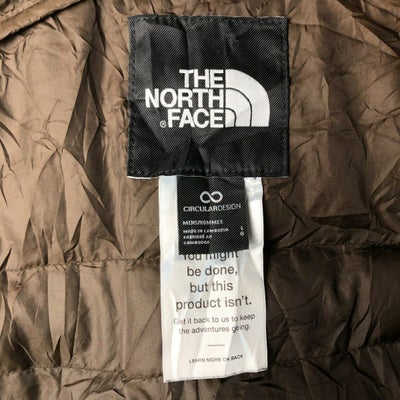 THE
NORTH
® FACE
CIRCULARDESIGN
MENS/HOMMES L
MADE IN CAMBODIA G
FABRIQUÉ AU
CAMBODGE
You might
be done,
but this
product isn't.
Get it back to us to keep
the adventures going.
LEARN MORE ON BACK